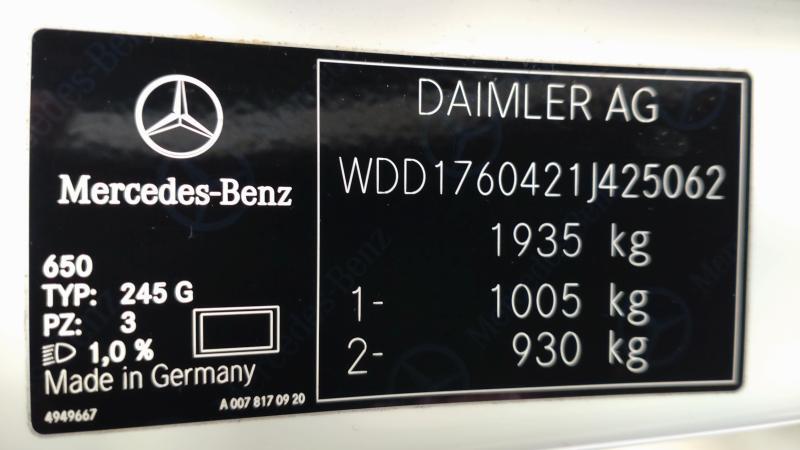 Mercedes-Benz
650
TYP: 245 G
PZ: 3
1,0 %
Made in Germany
4949667
A 007 817 09 20
DAIMLER AG
WDD1760421J425062
1935 kg
1- 1005 kg
2- 930 kg